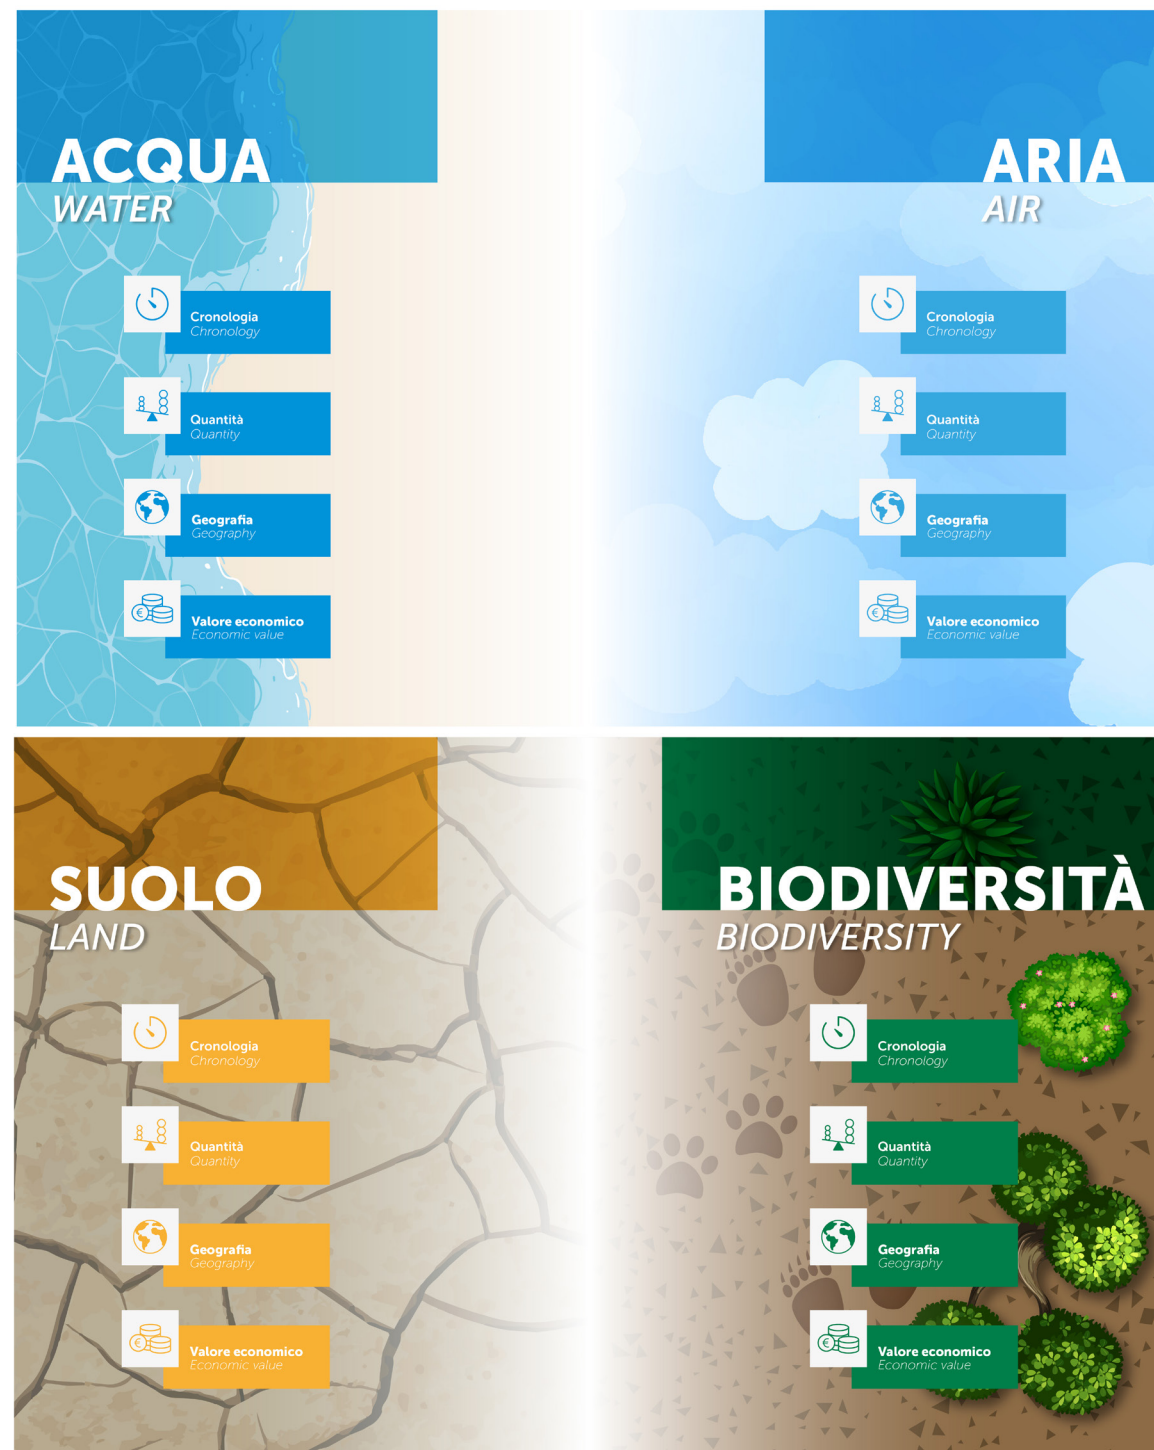 ACQUA
WATER
Cronologia
Chronology
Quantità
Quantity
Geografia
Geography
Valore economico
Economic value
ARIA
AIR
Cronologia
Chronology
Quantità
Quantity
Geografia
Geography
Valore economico
Economic value
SUOLO
LAND
Cronologia
Chronology
Quantità
Quantity
Geografia
Geography
Valore economico
Economic value
BIODIVERSITÀ
BIODIVERSITY
Cronologia
Chronology
Quantità
Quantity
Geografia
Geography
Valore economico
Economic value